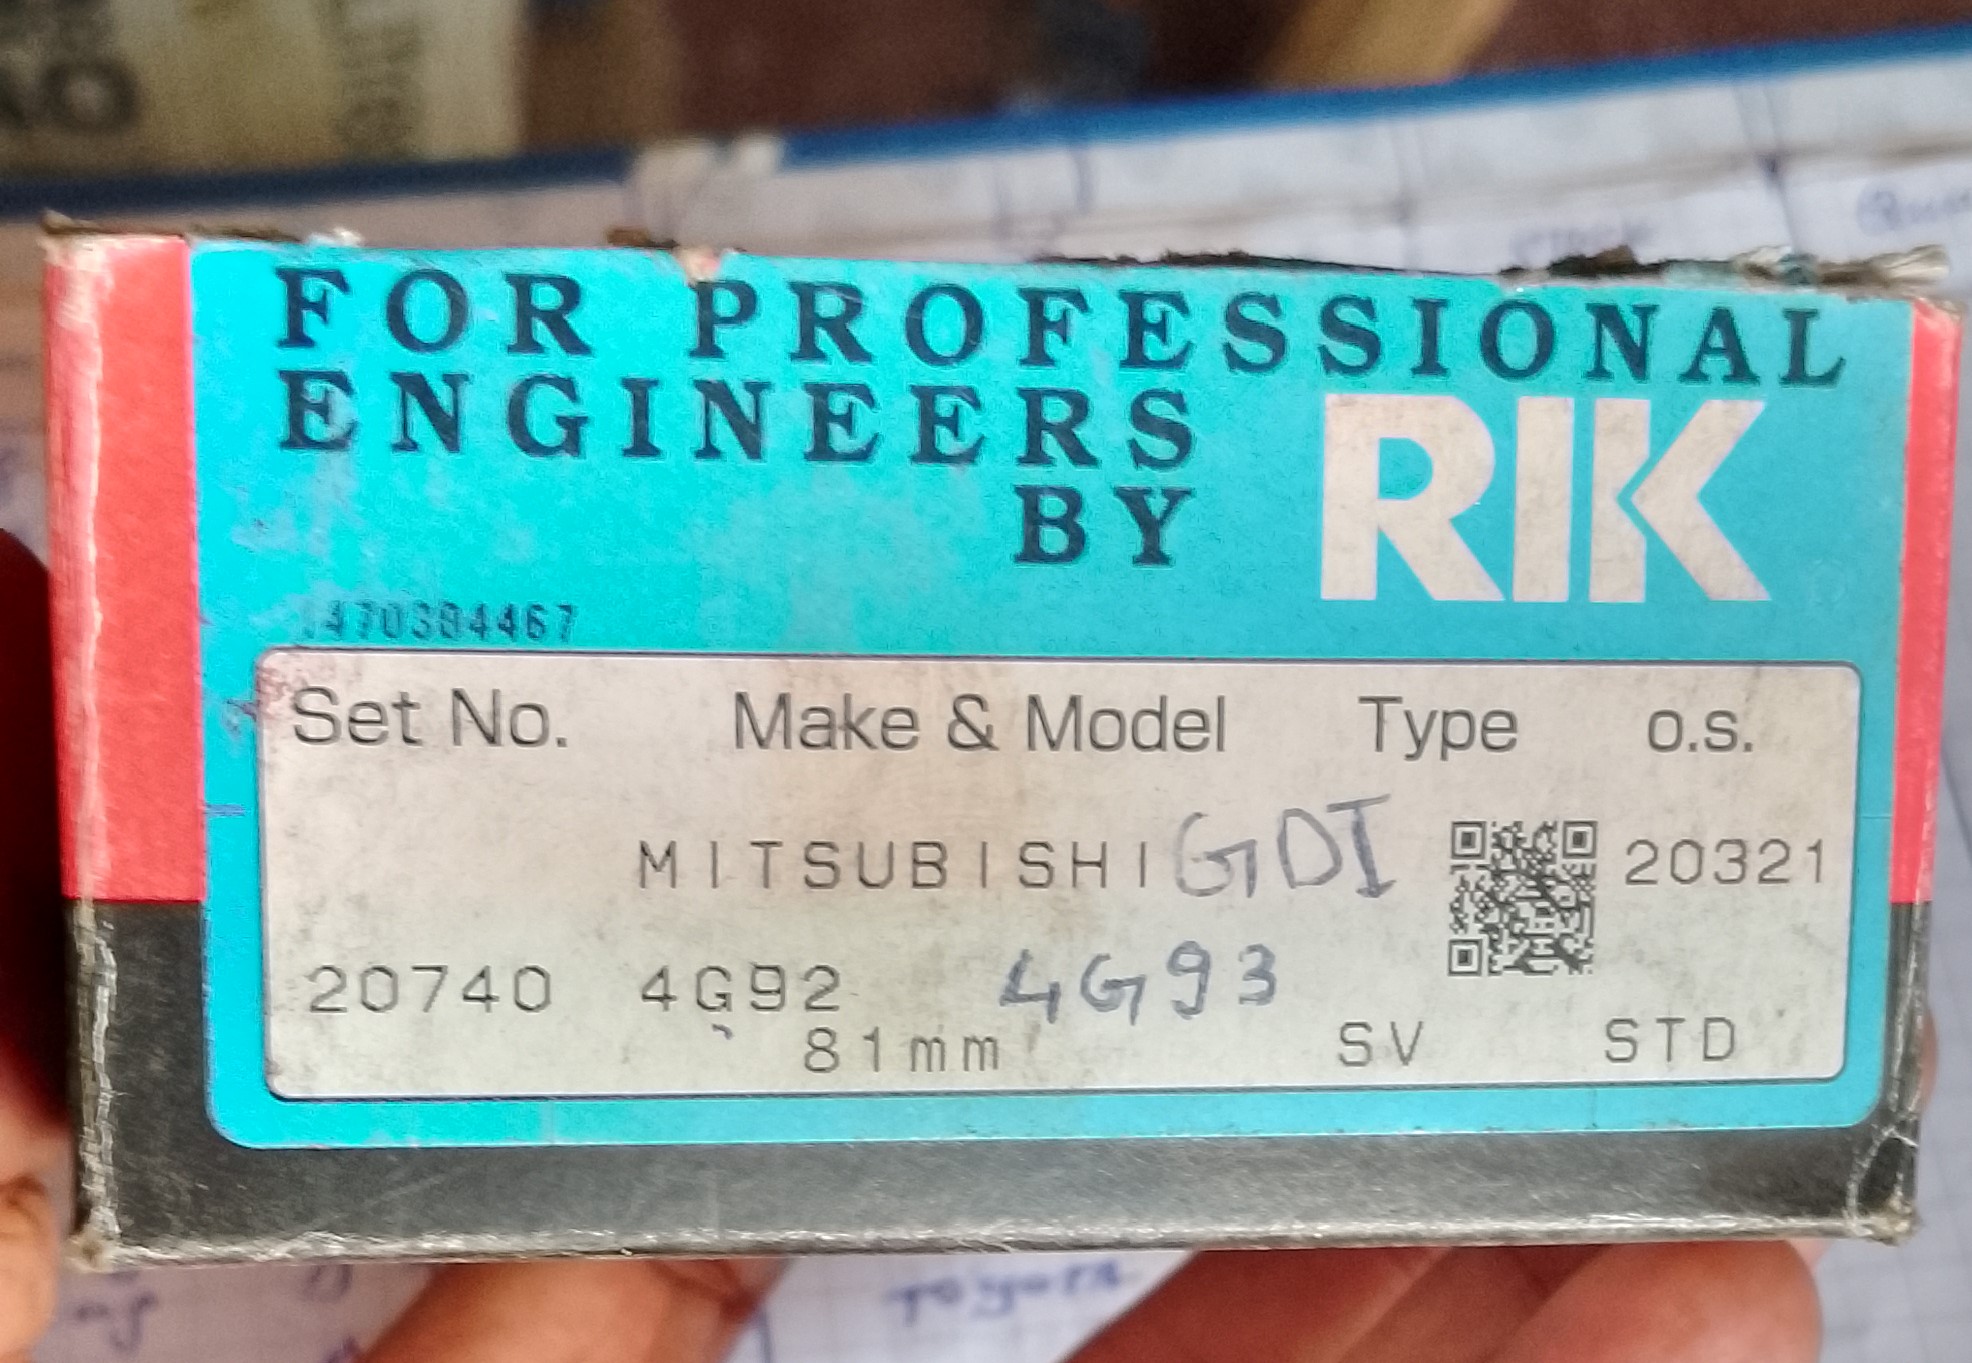 FOR PROFESSIONAL
ENGINEERS
BY RIK
1470384467
Set No. Make & Model Type o.s.
MITSUBISHI GDI 20321
20740 4G92 4G93
81mm SV STD
Toyota